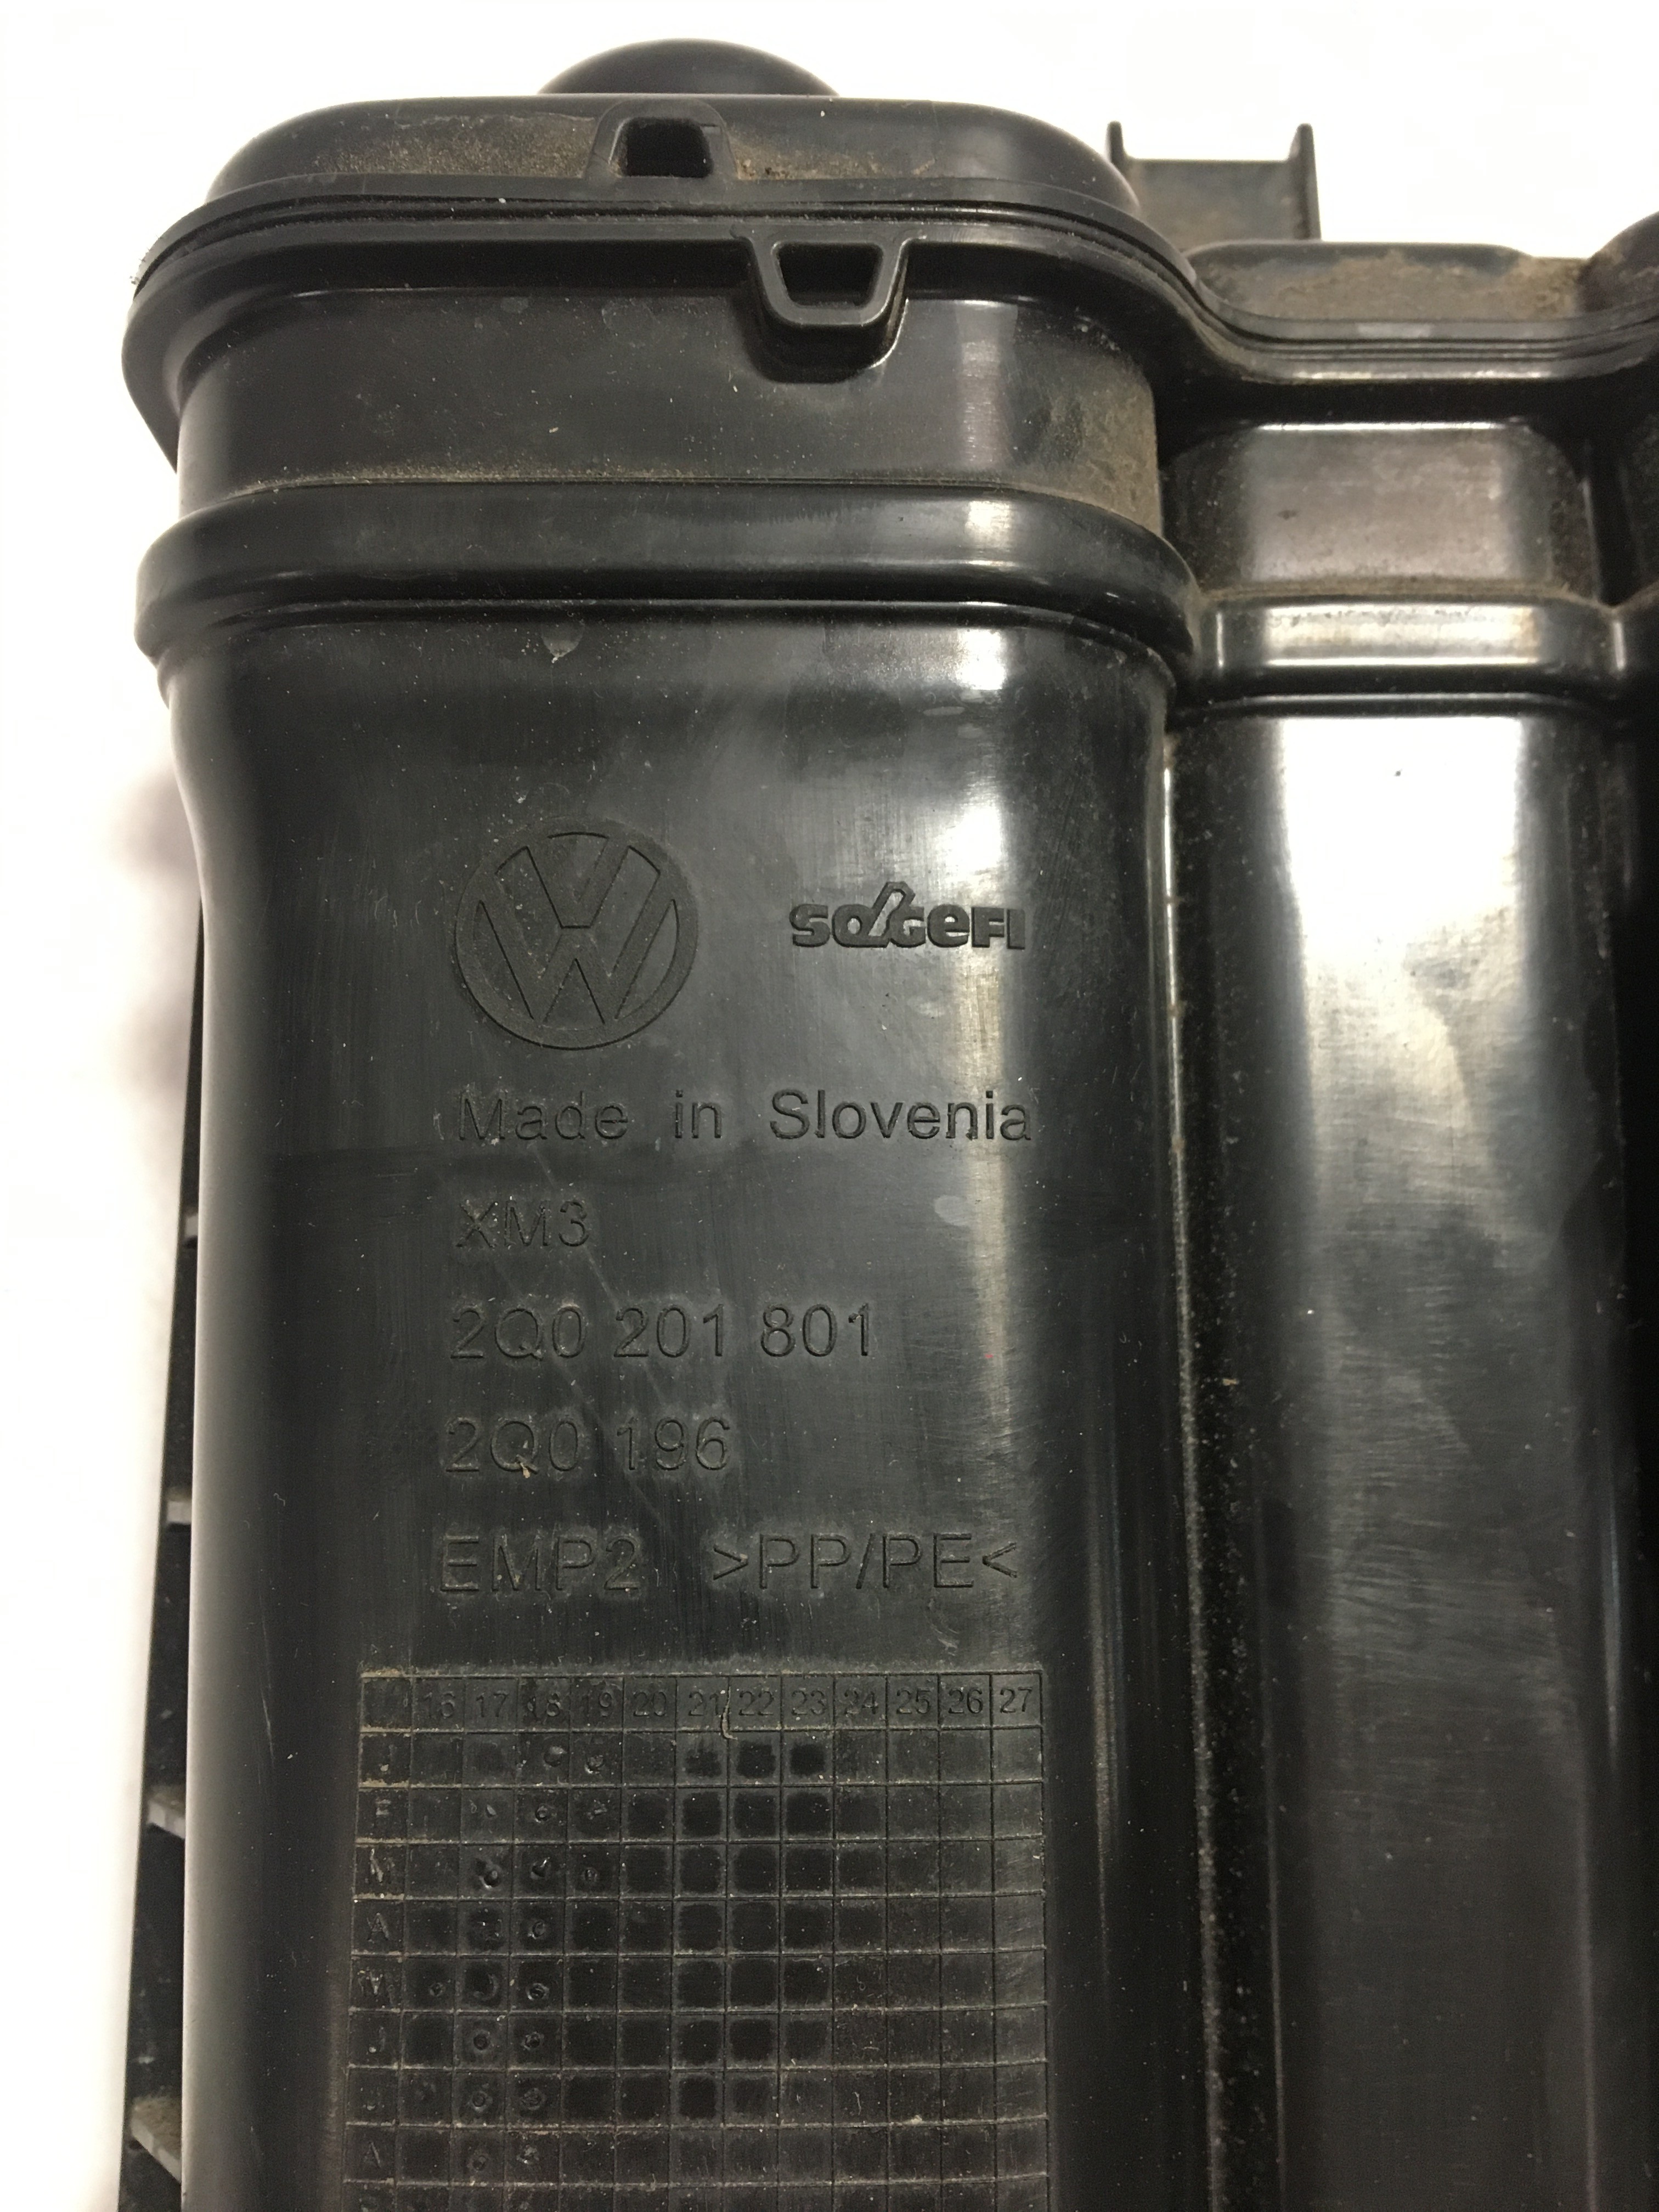 VW SOGEFI
Made in Slovenia
XM3
2Q0 201 801
2Q0 196
EMP2 >PP/PE<
16 17 18 19 20 21 22 23 24 25 26 27
J
F
M
A
M
J
J
A